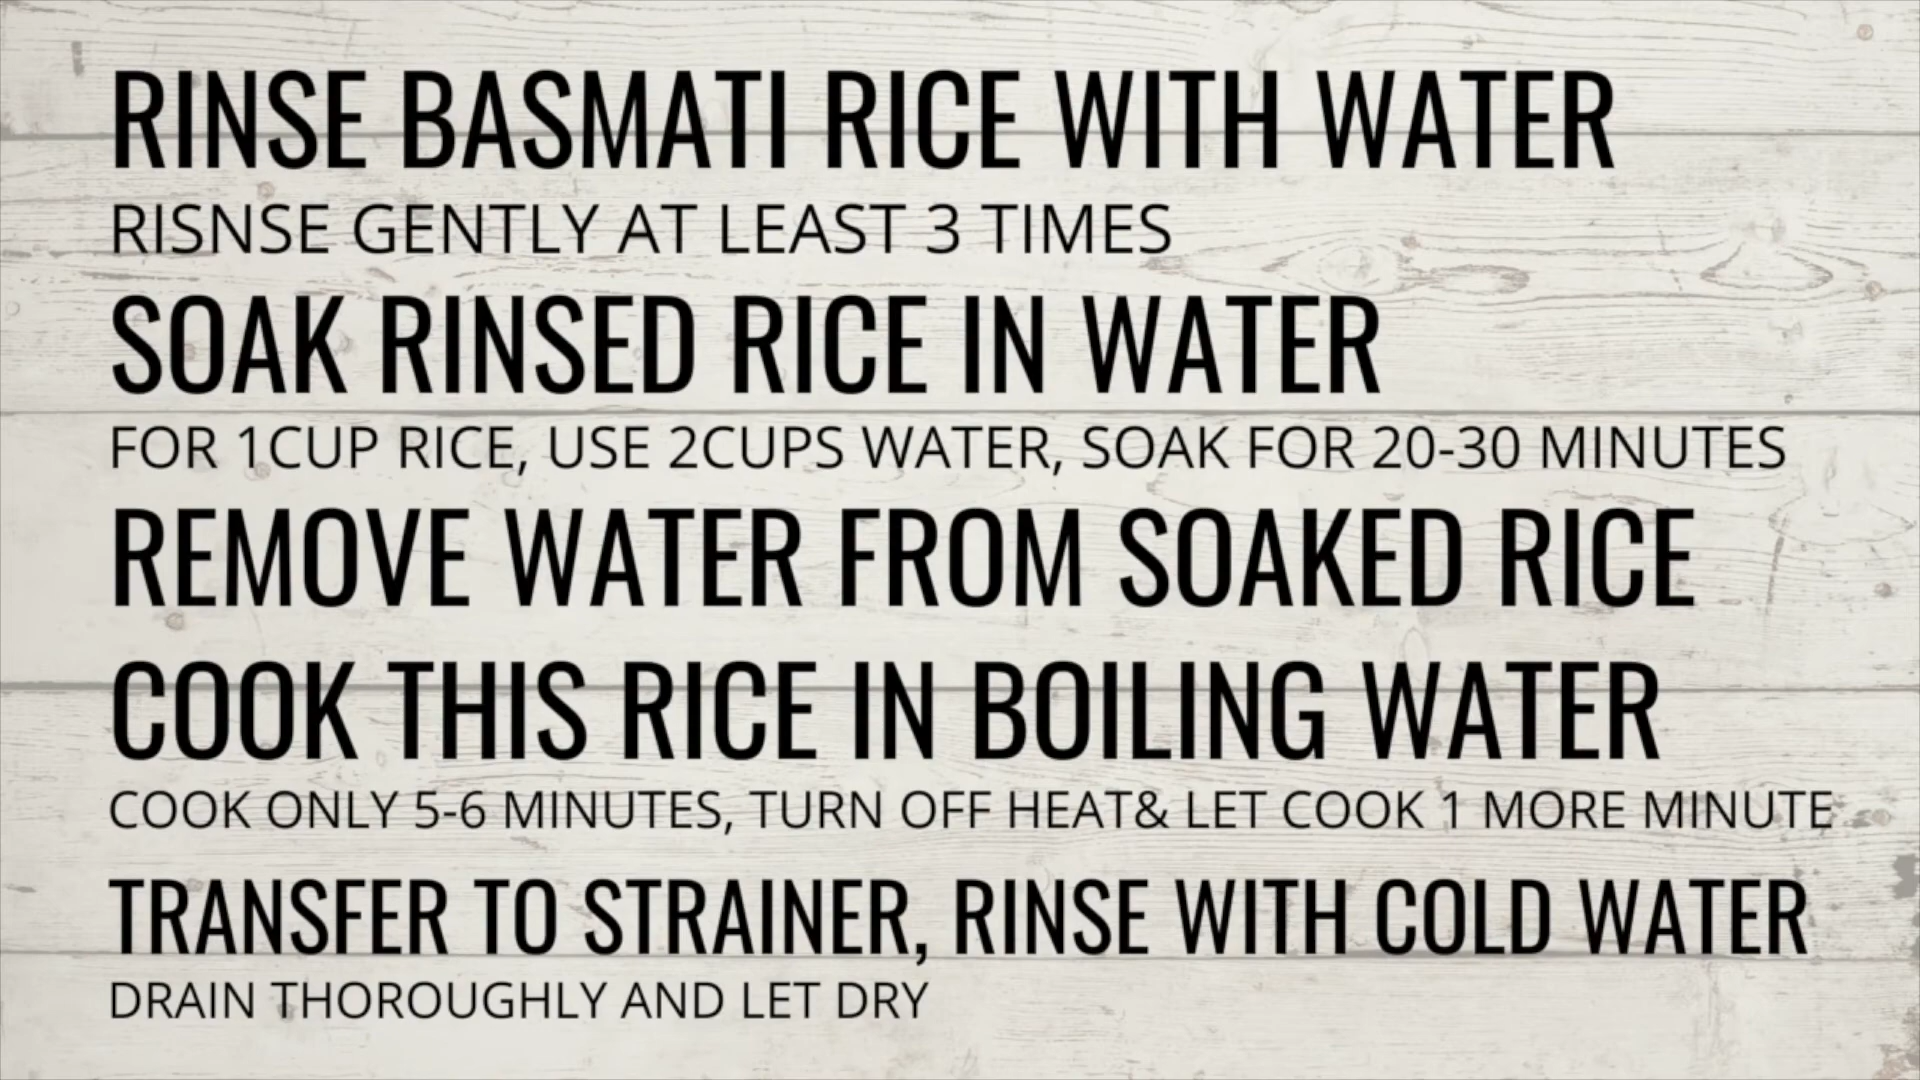 RINSE BASMATI RICE WITH WATER
RISNSE GENTLY AT LEAST 3 TIMES
SOAK RINSED RICE IN WATER
FOR 1CUP RICE, USE 2CUPS WATER, SOAK FOR 20-30 MINUTES
REMOVE WATER FROM SOAKED RICE
COOK THIS RICE IN BOILING WATER
COOK ONLY 5-6 MINUTES, TURN OFF HEAT& LET COOK 1 MORE MINUTE
TRANSFER TO STRAINER, RINSE WITH COLD WATER
DRAIN THOROUGHLY AND LET DRY